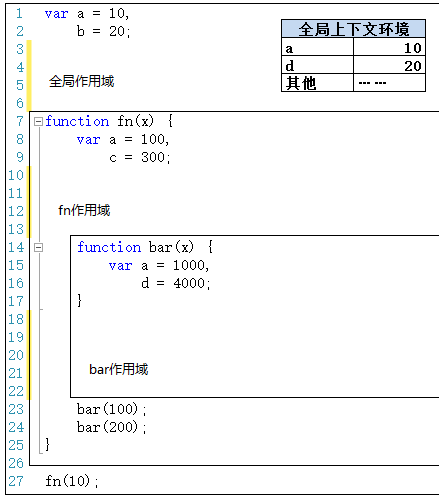 1 var a = 10,
2     b = 20;
全局上下文环境
a 10
d 20
其他 … …
3
4
5 全局作用域
6
7 function fn(x) {
8     var a = 100,
9         c = 300;
10
11
12 fn作用域
13
14     function bar(x) {
15         var a = 1000,
16             d = 4000;
17     }
18
19
20
21 bar作用域
22
23     bar(100);
24     bar(200);
25 }
26
27 fn(10);